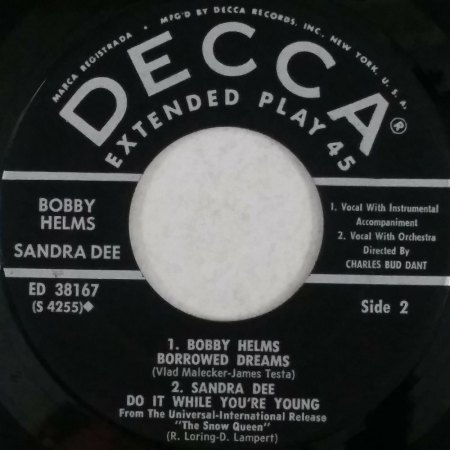 MARCA REGISTRADA • MFG'D BY DECCA RECORDS, INC., NEW YORK, U. S. A.
DECCA®
EXTENDED PLAY 45
BOBBY
HELMS
SANDRA DEE
1. Vocal With Instrumental
Accompaniment
2. Vocal With Orchestra
Directed By
CHARLES BUD DANT
ED 38167
(S 4255)◆
Side 2
1. BOBBY HELMS
BORROWED DREAMS
(Vlad Malecker-James Testa)
2. SANDRA DEE
DO IT WHILE YOU'RE YOUNG
From The Universal-International Release
"The Snow Queen"
(R. Loring-D. Lampert)